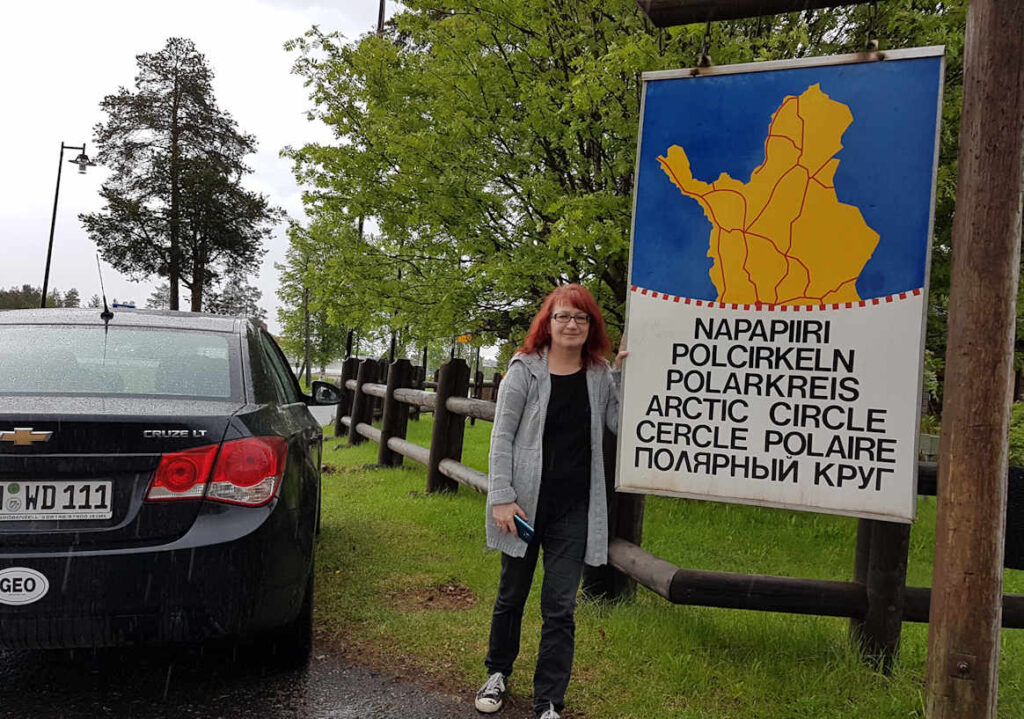 CRUZE LT
WD 111
GEO
NAPAPIIRI
POLCIRKELN
POLARKREIS
ARCTIC CIRCLE
CERCLE POLAIRE
ПОЛЯРНЫЙ КРУГ